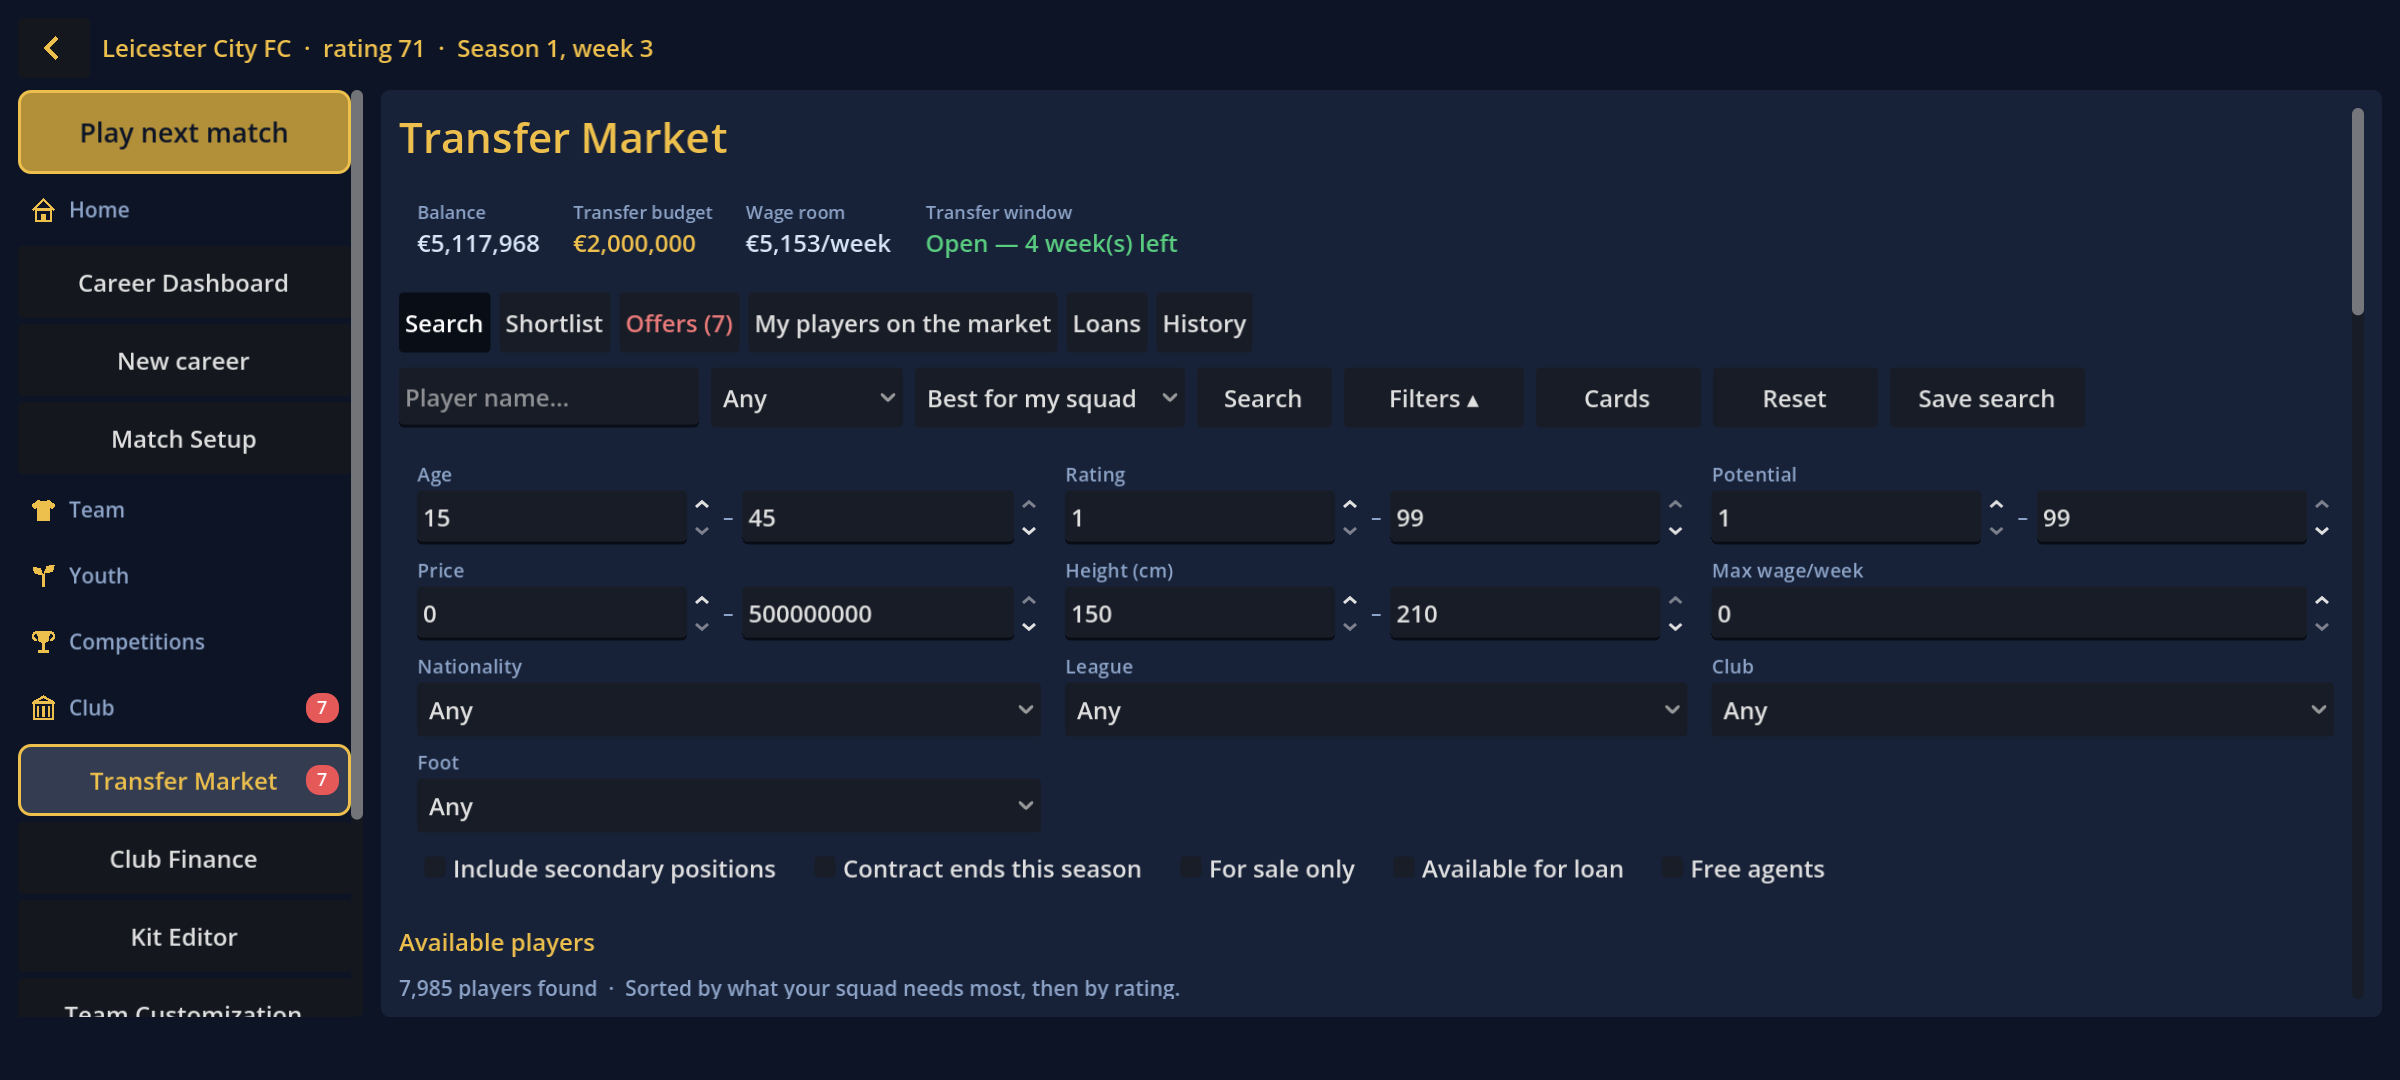 Leicester City FC · rating 71 · Season 1, week 3
Play next match
Home
Career Dashboard
New career
Match Setup
Team
Youth
Competitions
Club 7
Transfer Market 7
Club Finance
Kit Editor
Team Customization
Transfer Market
Balance Transfer budget Wage room Transfer window
€5,117,968 €2,000,000 €5,153/week Open — 4 week(s) left
Search Shortlist Offers (7) My players on the market Loans History
Player name... Any Best for my squad Search Filters ▴ Cards Reset Save search
Age Rating Potential
15 – 45 1 – 99 1 – 99
Price Height (cm) Max wage/week
0 – 500000000 150 – 210 0
Nationality League Club
Any Any Any
Foot
Any
Include secondary positions Contract ends this season For sale only Available for loan Free agents
Available players
7,985 players found · Sorted by what your squad needs most, then by rating.